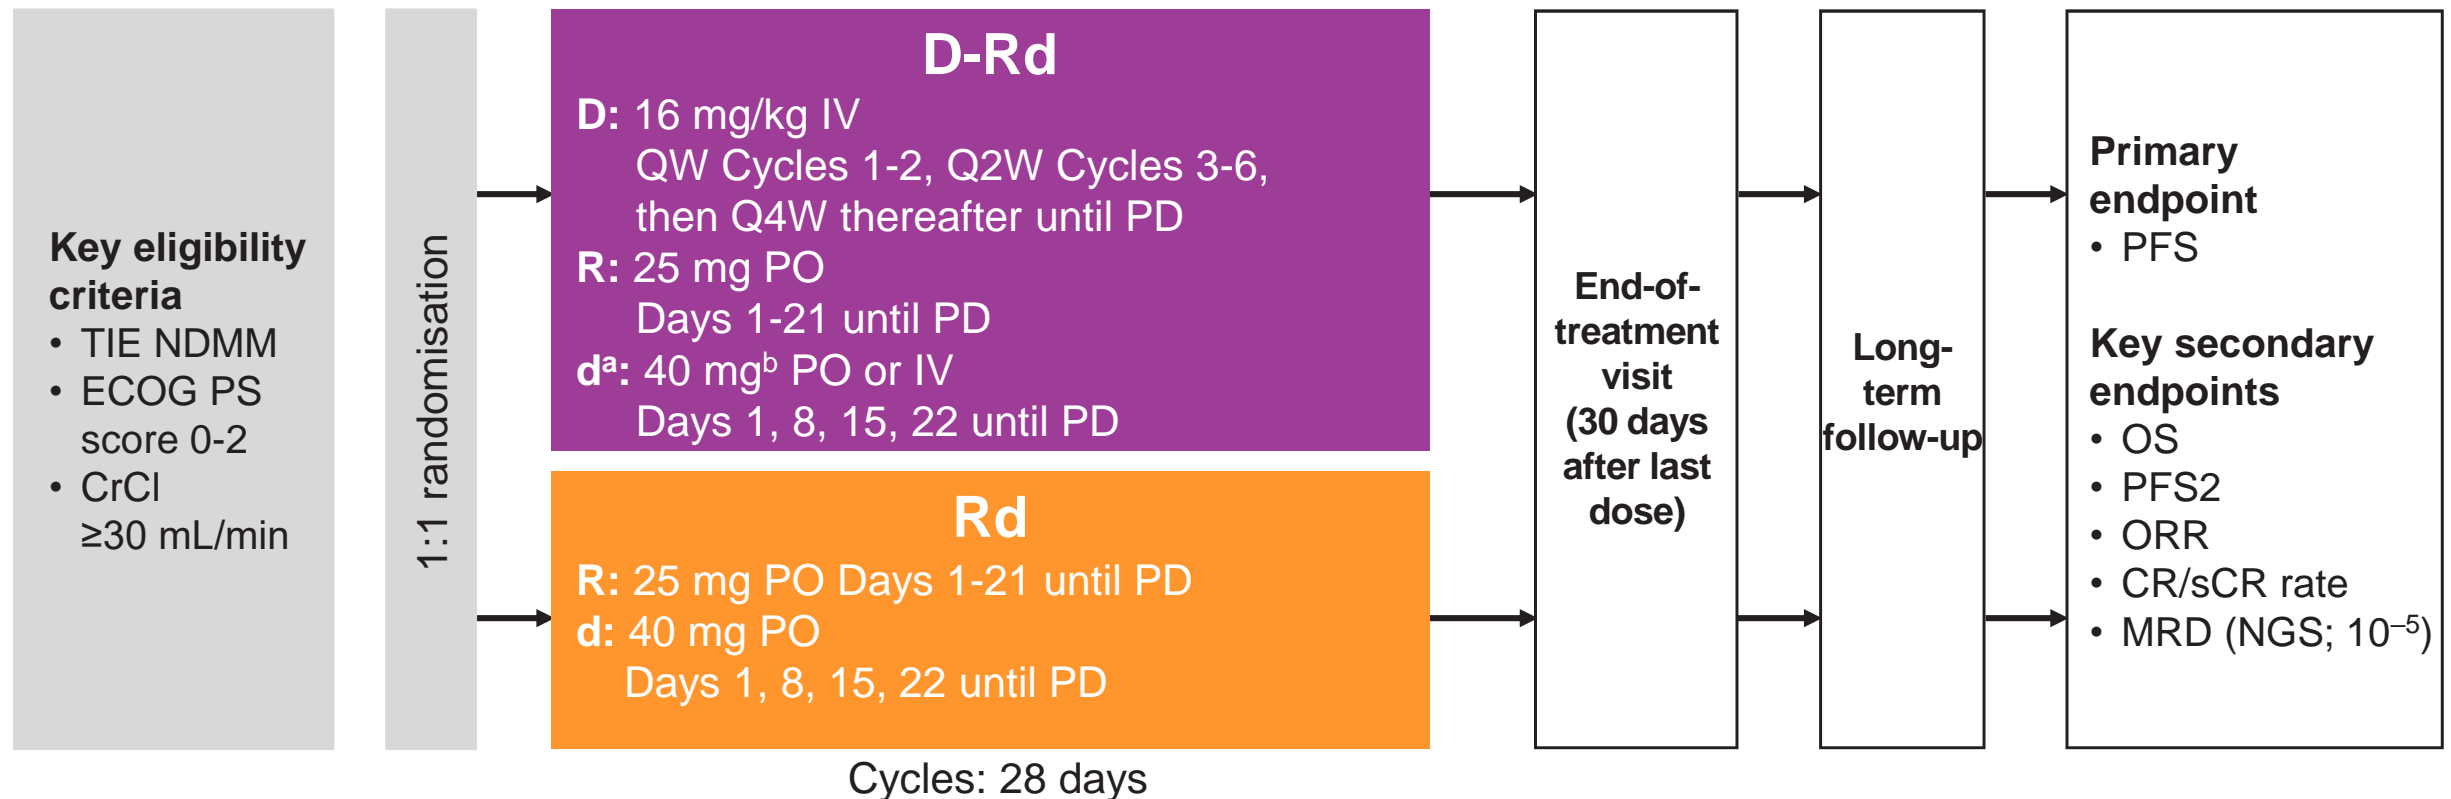 Key eligibility
criteria
• TIE NDMM
• ECOG PS
score 0-2
• CrCl
≥30 mL/min
1:1 randomisation
D-Rd
D: 16 mg/kg IV
QW Cycles 1-2, Q2W Cycles 3-6,
then Q4W thereafter until PD
R: 25 mg PO
Days 1-21 until PD
dᵃ: 40 mgᵇ PO or IV
Days 1, 8, 15, 22 until PD
Rd
R: 25 mg PO Days 1-21 until PD
d: 40 mg PO
Days 1, 8, 15, 22 until PD
Cycles: 28 days
End-of-
treatment
visit
(30 days
after last
dose)
Long-
term
follow-up
Primary
endpoint
• PFS
Key secondary
endpoints
• OS
• PFS2
• ORR
• CR/sCR rate
• MRD (NGS; 10⁻⁵)